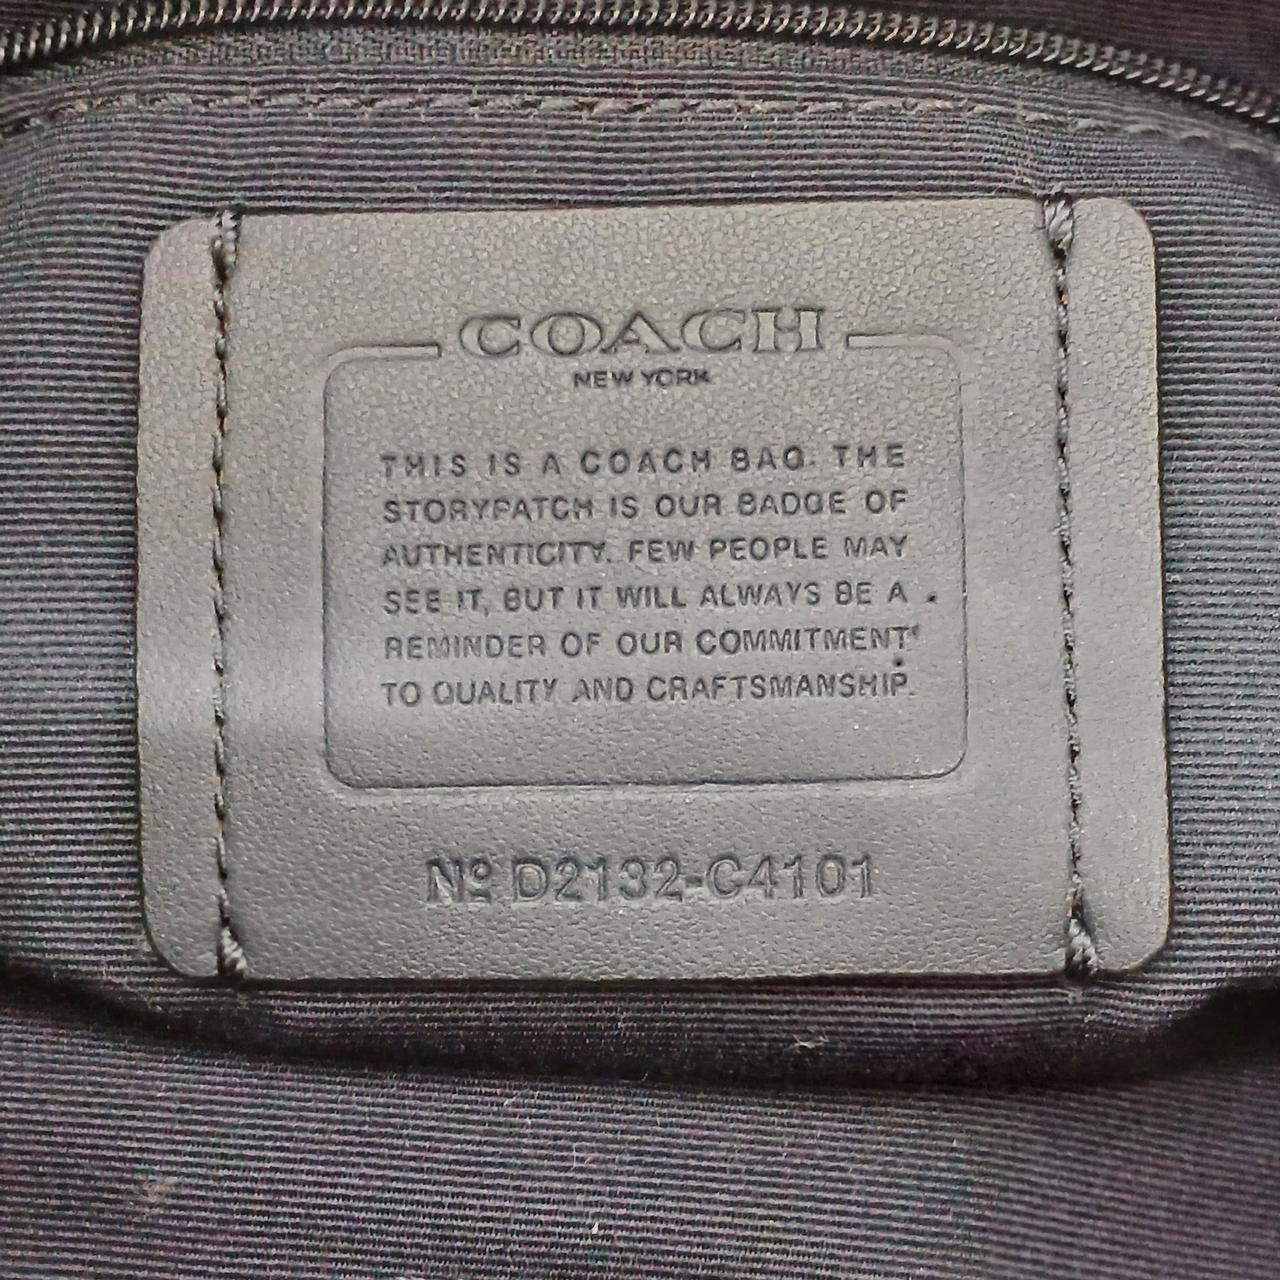 COACH
NEW YORK
THIS IS A COACH BAG. THE
STORYPATCH IS OUR BADGE OF
AUTHENTICITY. FEW PEOPLE MAY
SEE IT, BUT IT WILL ALWAYS BE A
REMINDER OF OUR COMMITMENT
TO QUALITY AND CRAFTSMANSHIP.
Nº D2132-C4101